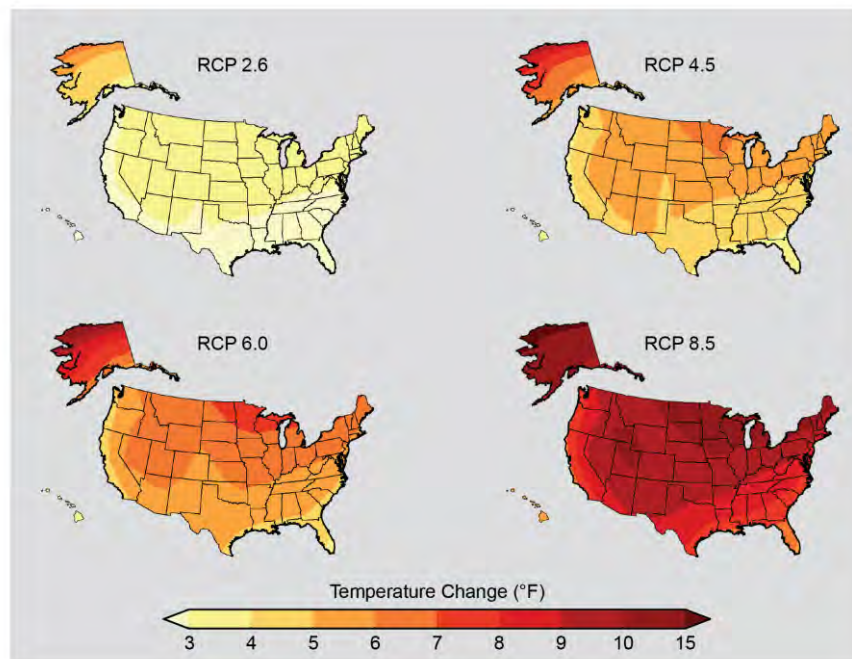 RCP 2.6
RCP 4.5
RCP 6.0
RCP 8.5
Temperature Change (°F)
3 4 5 6 7 8 9 10 15